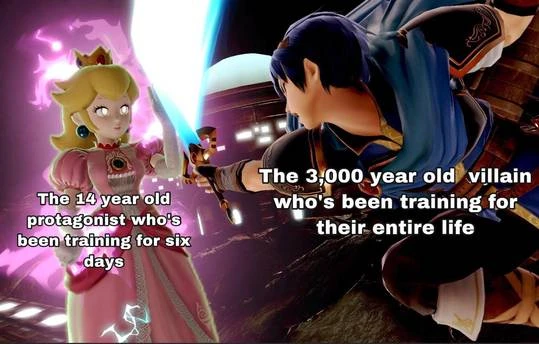 The 14 year old
protagonist who's
been training for six
days
The 3,000 year old villain
who's been training for
their entire life